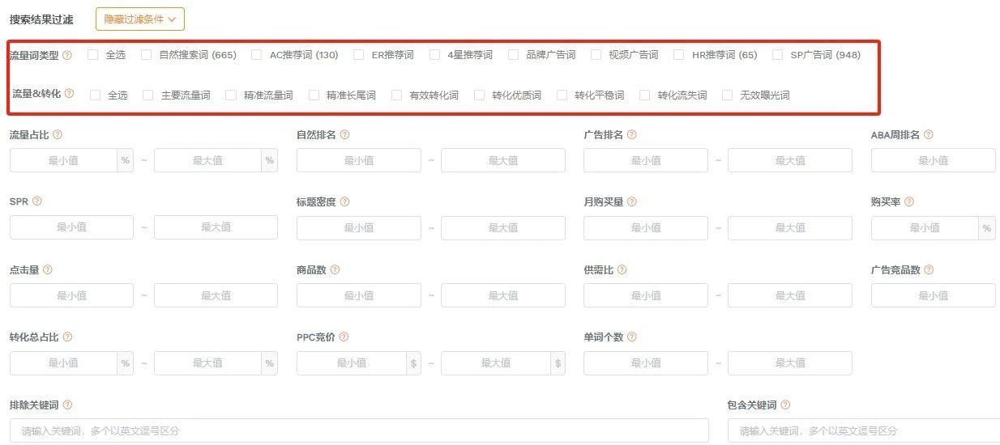 搜索结果过滤 隐藏过滤条件
流量词类型 全选 自然搜索词 (665) AC推荐词 (130) ER推荐词 4星推荐词 品牌广告词 视频广告词 HR推荐词 (65) SP广告词 (948)
流量&转化 全选 主要流量词 精准流量词 精准长尾词 有效转化词 转化优质词 转化平稳词 转化流失词 无效曝光词
流量占比 自然排名 广告排名 ABA周排名
最小值 % ~ 最大值 % 最小值 ~ 最大值 最小值 ~ 最大值 最小值
SPR 标题密度 月购买量 购买率
最小值 ~ 最大值 最小值 ~ 最大值 最小值 ~ 最大值 最小值 %
点击量 商品数 供需比 广告竞品数
最小值 ~ 最大值 最小值 ~ 最大值 最小值 ~ 最大值 最小值
转化总占比 PPC竞价 单词个数
最小值 % ~ 最大值 % 最小值 $ ~ 最大值 $ 最小值 ~ 最大值
排除关键词 包含关键词
请输入关键词，多个以英文逗号区分 请输入关键词，多个以英文逗号区分